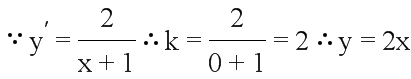 ∵ y′ = 2/(x + 1) ∴ k = 2/(0 + 1) = 2 ∴ y = 2x